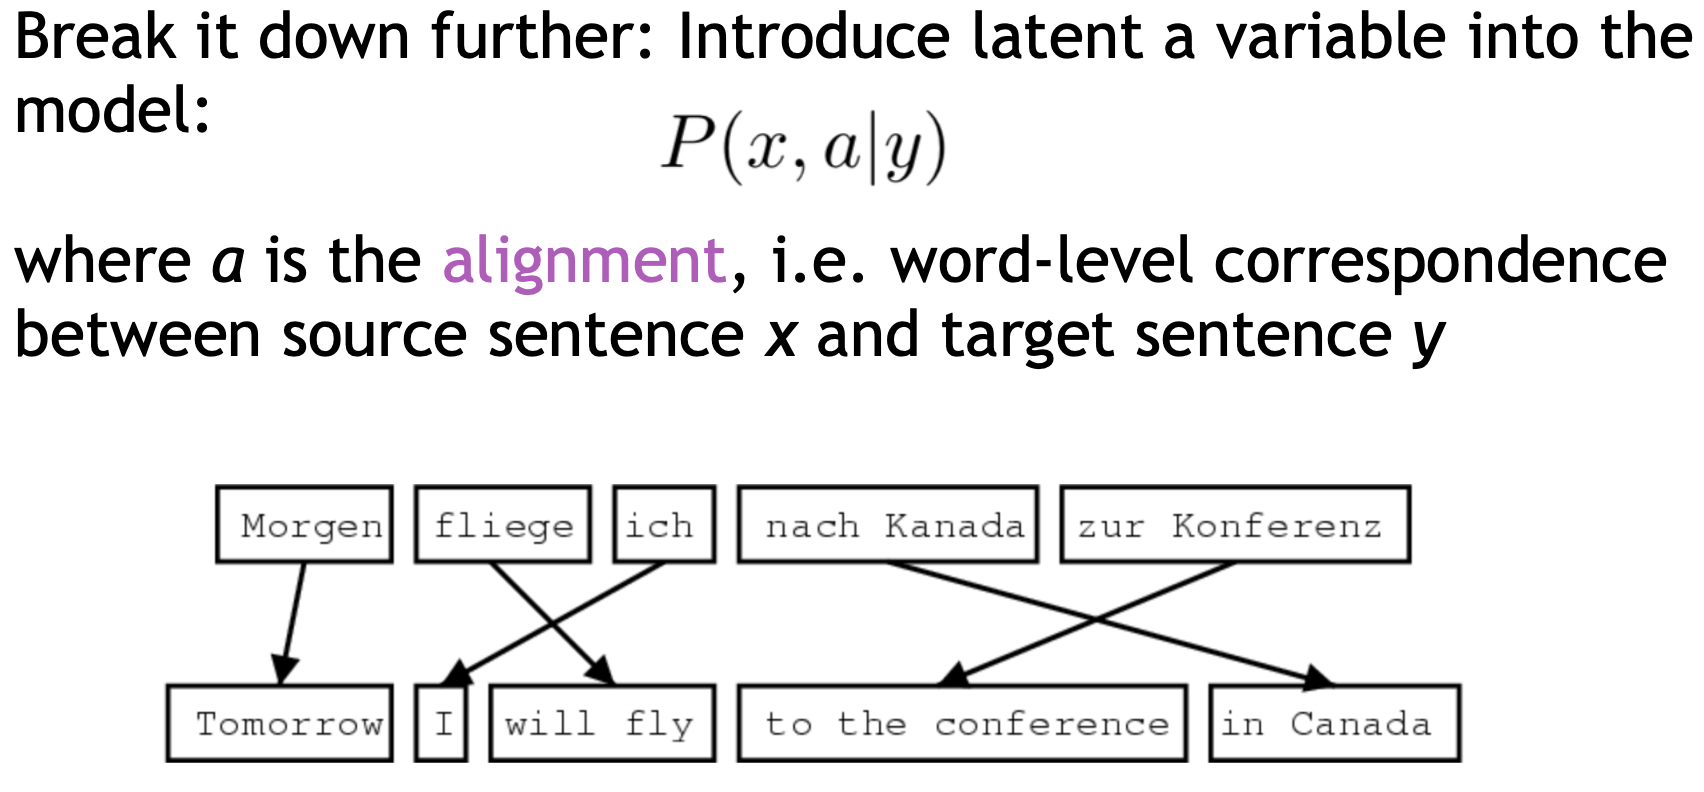 Break it down further: Introduce latent a variable into the
model:
P(x, a|y)
where a is the alignment, i.e. word-level correspondence
between source sentence x and target sentence y
Morgen fliege ich nach Kanada zur Konferenz
Tomorrow I will fly to the conference in Canada